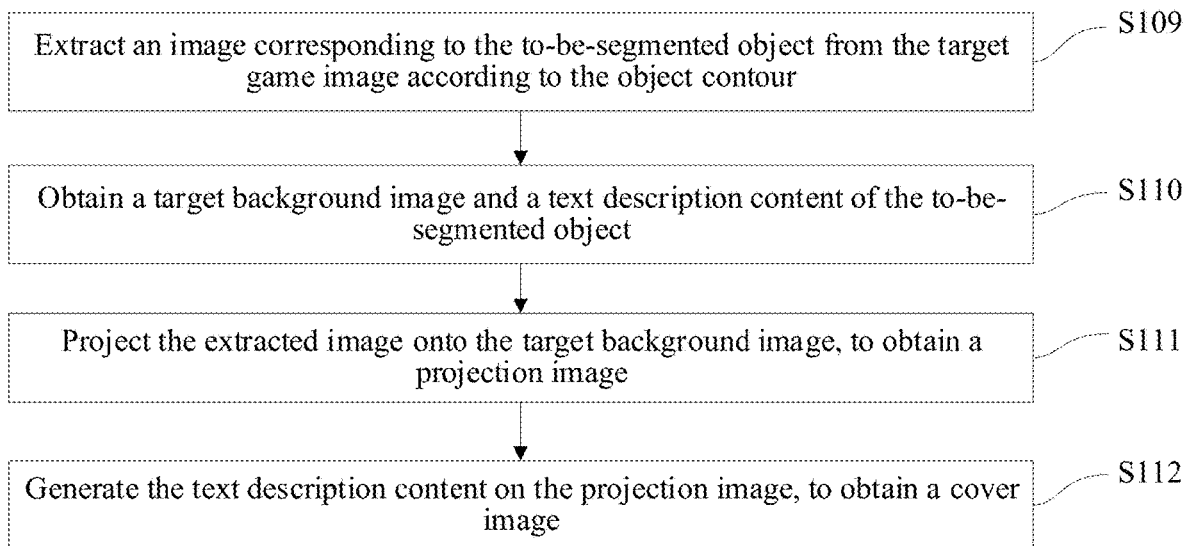 Extract an image corresponding to the to-be-segmented object from the target
game image according to the object contour
S109
Obtain a target background image and a text description content of the to-be-
segmented object
S110
Project the extracted image onto the target background image, to obtain a
projection image
S111
Generate the text description content on the projection image, to obtain a cover
image
S112